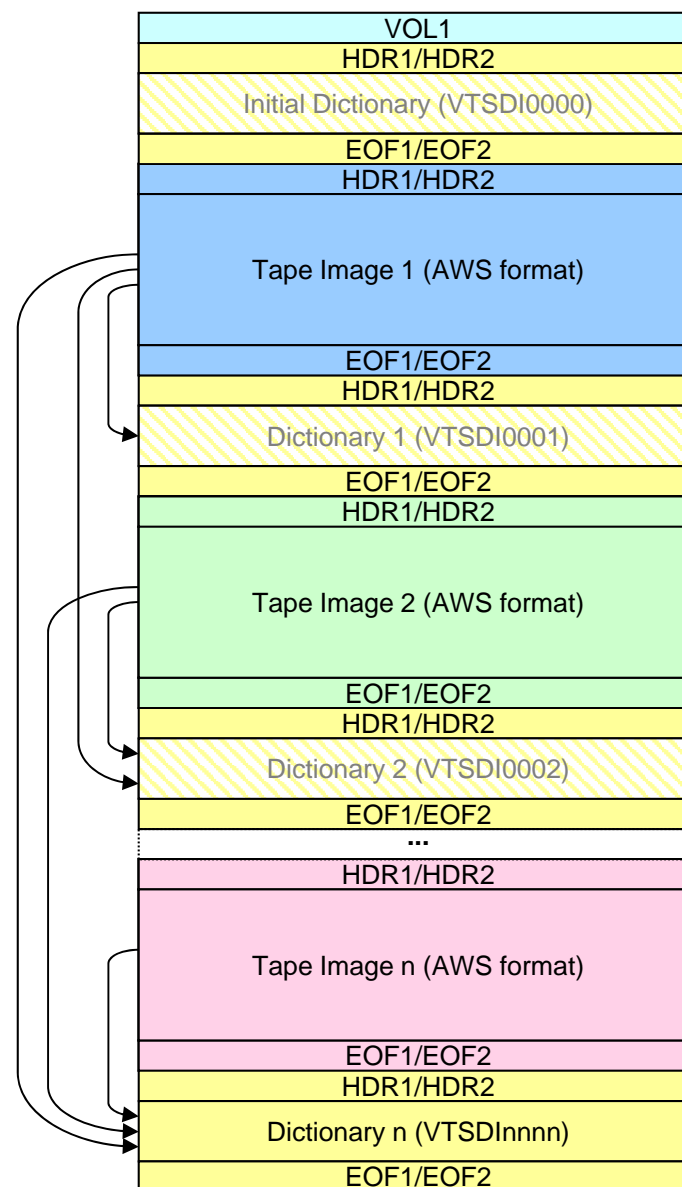 VOL1
HDR1/HDR2
Initial Dictionary (VTSDI0000)
EOF1/EOF2
HDR1/HDR2
Tape Image 1 (AWS format)
EOF1/EOF2
HDR1/HDR2
Dictionary 1 (VTSDI0001)
EOF1/EOF2
HDR1/HDR2
Tape Image 2 (AWS format)
EOF1/EOF2
HDR1/HDR2
Dictionary 2 (VTSDI0002)
EOF1/EOF2
...
HDR1/HDR2
Tape Image n (AWS format)
EOF1/EOF2
HDR1/HDR2
Dictionary n (VTSDInnnn)
EOF1/EOF2